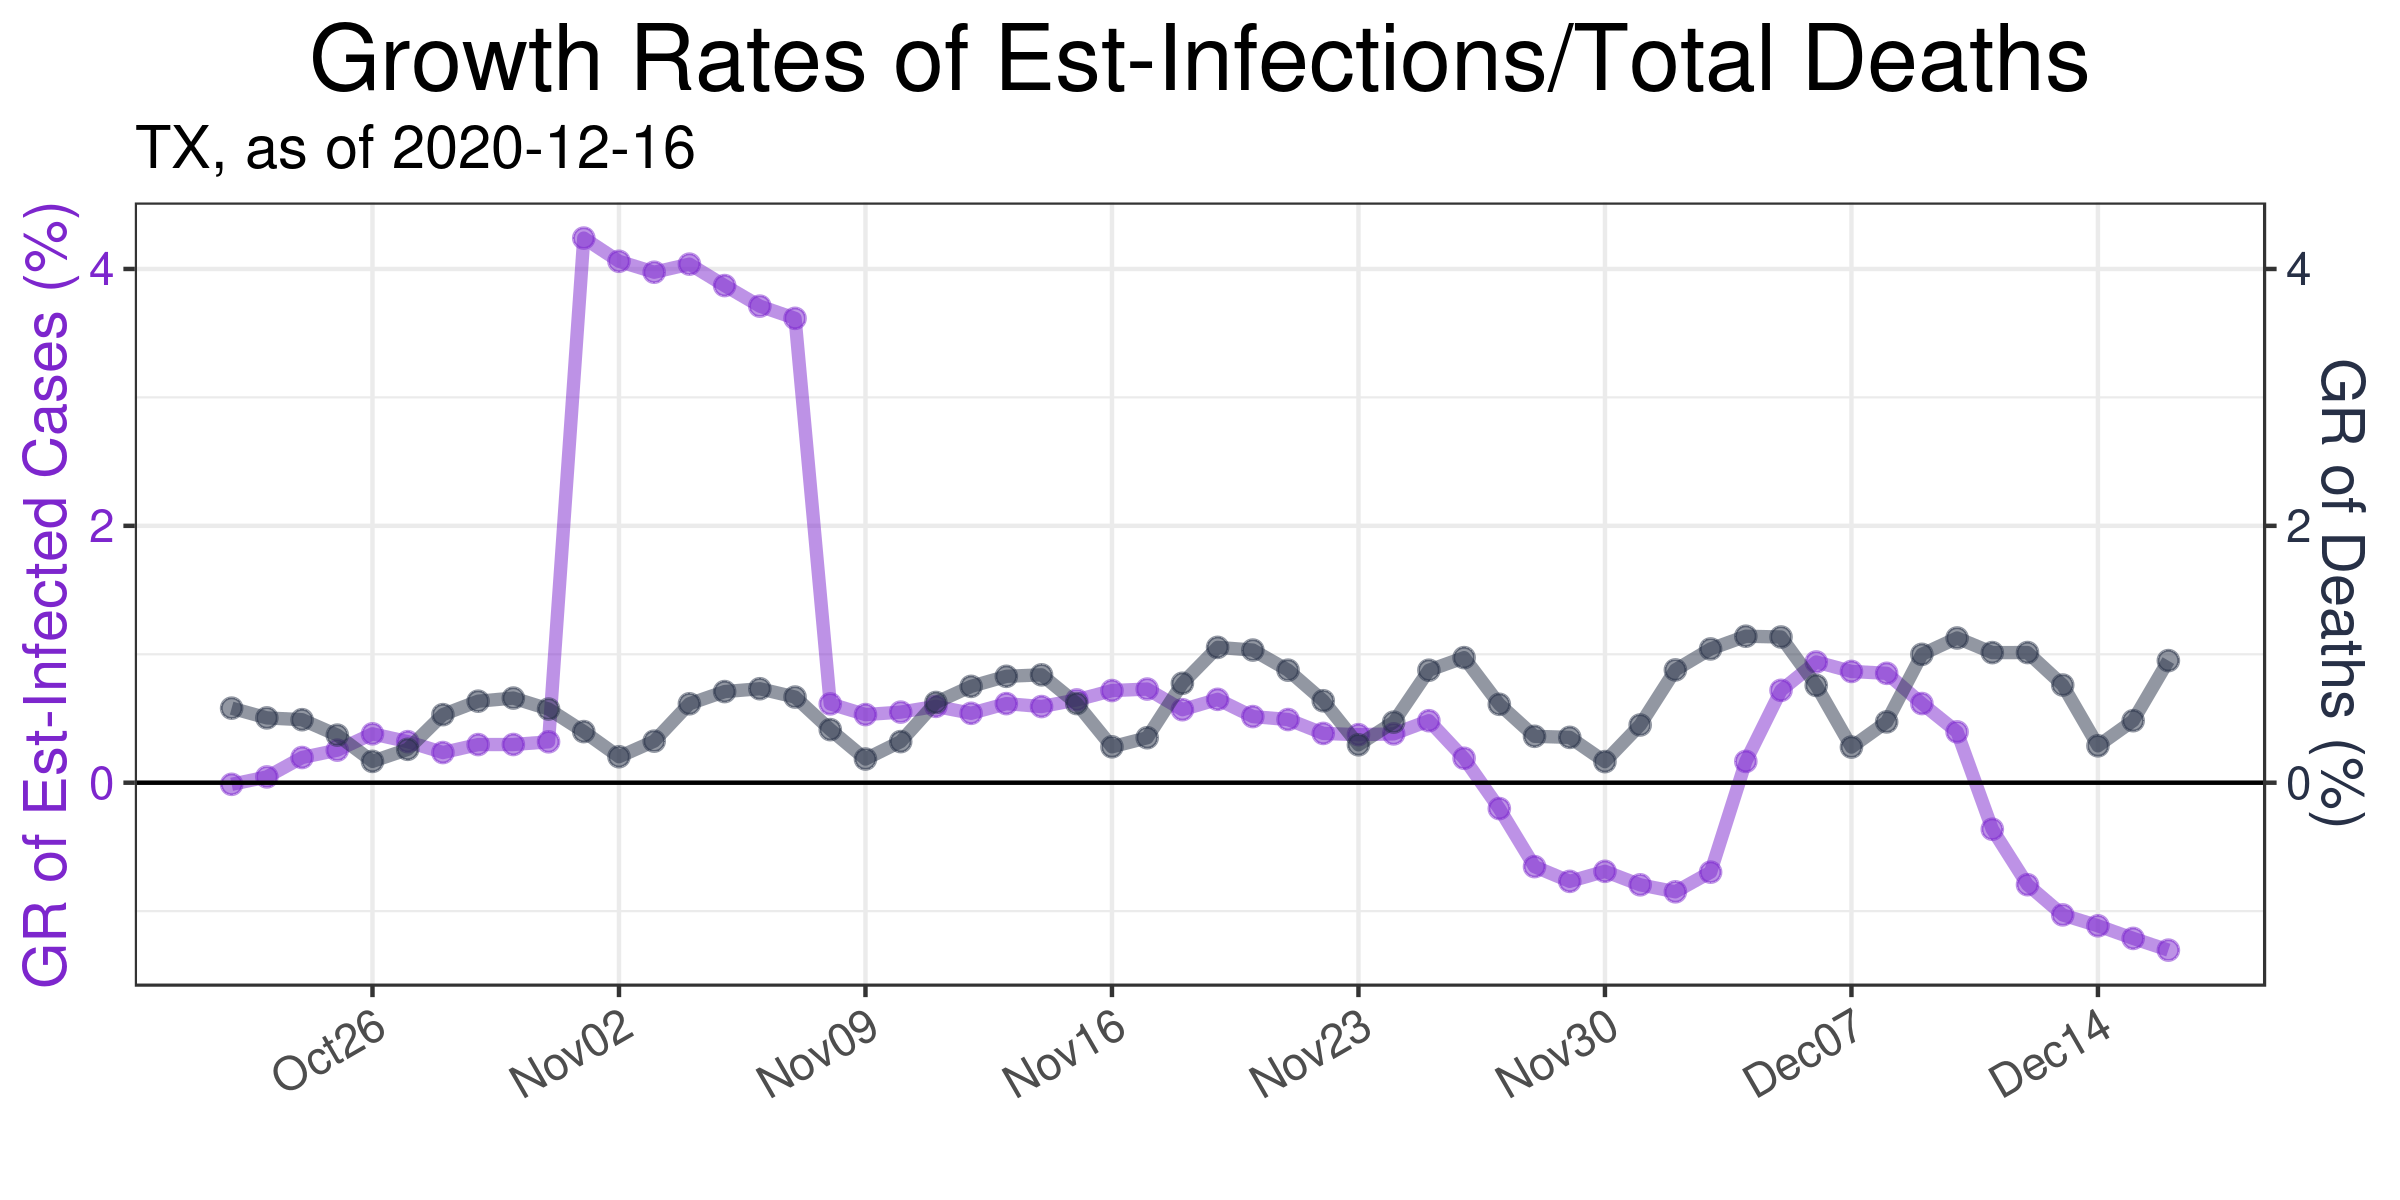 Growth Rates of Est-Infections/Total Deaths
TX, as of 2020-12-16
GR of Est-Infected Cases (%)
4
2
0
4
2
0
GR of Deaths (%)
Oct26
Nov02
Nov09
Nov16
Nov23
Nov30
Dec07
Dec14